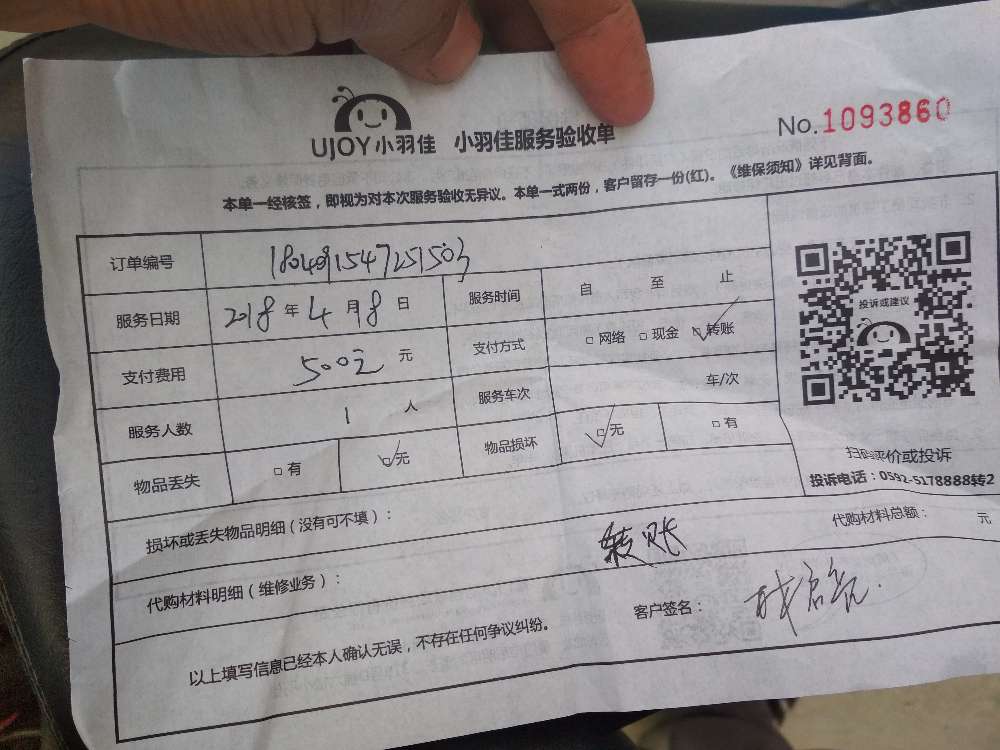 UJOY小羽佳 小羽佳服务验收单
No.1093860
本单一经核签，即视为对本次服务验收无异议。本单一式两份，客户留存一份(红)。《维保须知》详见背面。
订单编号
服务日期 2018 年 4 月 8 日 服务时间 自 至 止
支付费用 500元 元 支付方式 □网络 □现金 □转账
服务人数 1 人 服务车次 车/次
物品丢失 □有 □无 物品损坏 □无 □有
投诉或建议
扫码评价或投诉
投诉电话：0592-5178888转2
损坏或丢失物品明细（没有可不填）：
转账
代购材料明细（维修业务）： 代购材料总额： 元
以上填写信息已经本人确认无误，不存在任何争议纠纷。 客户签名：